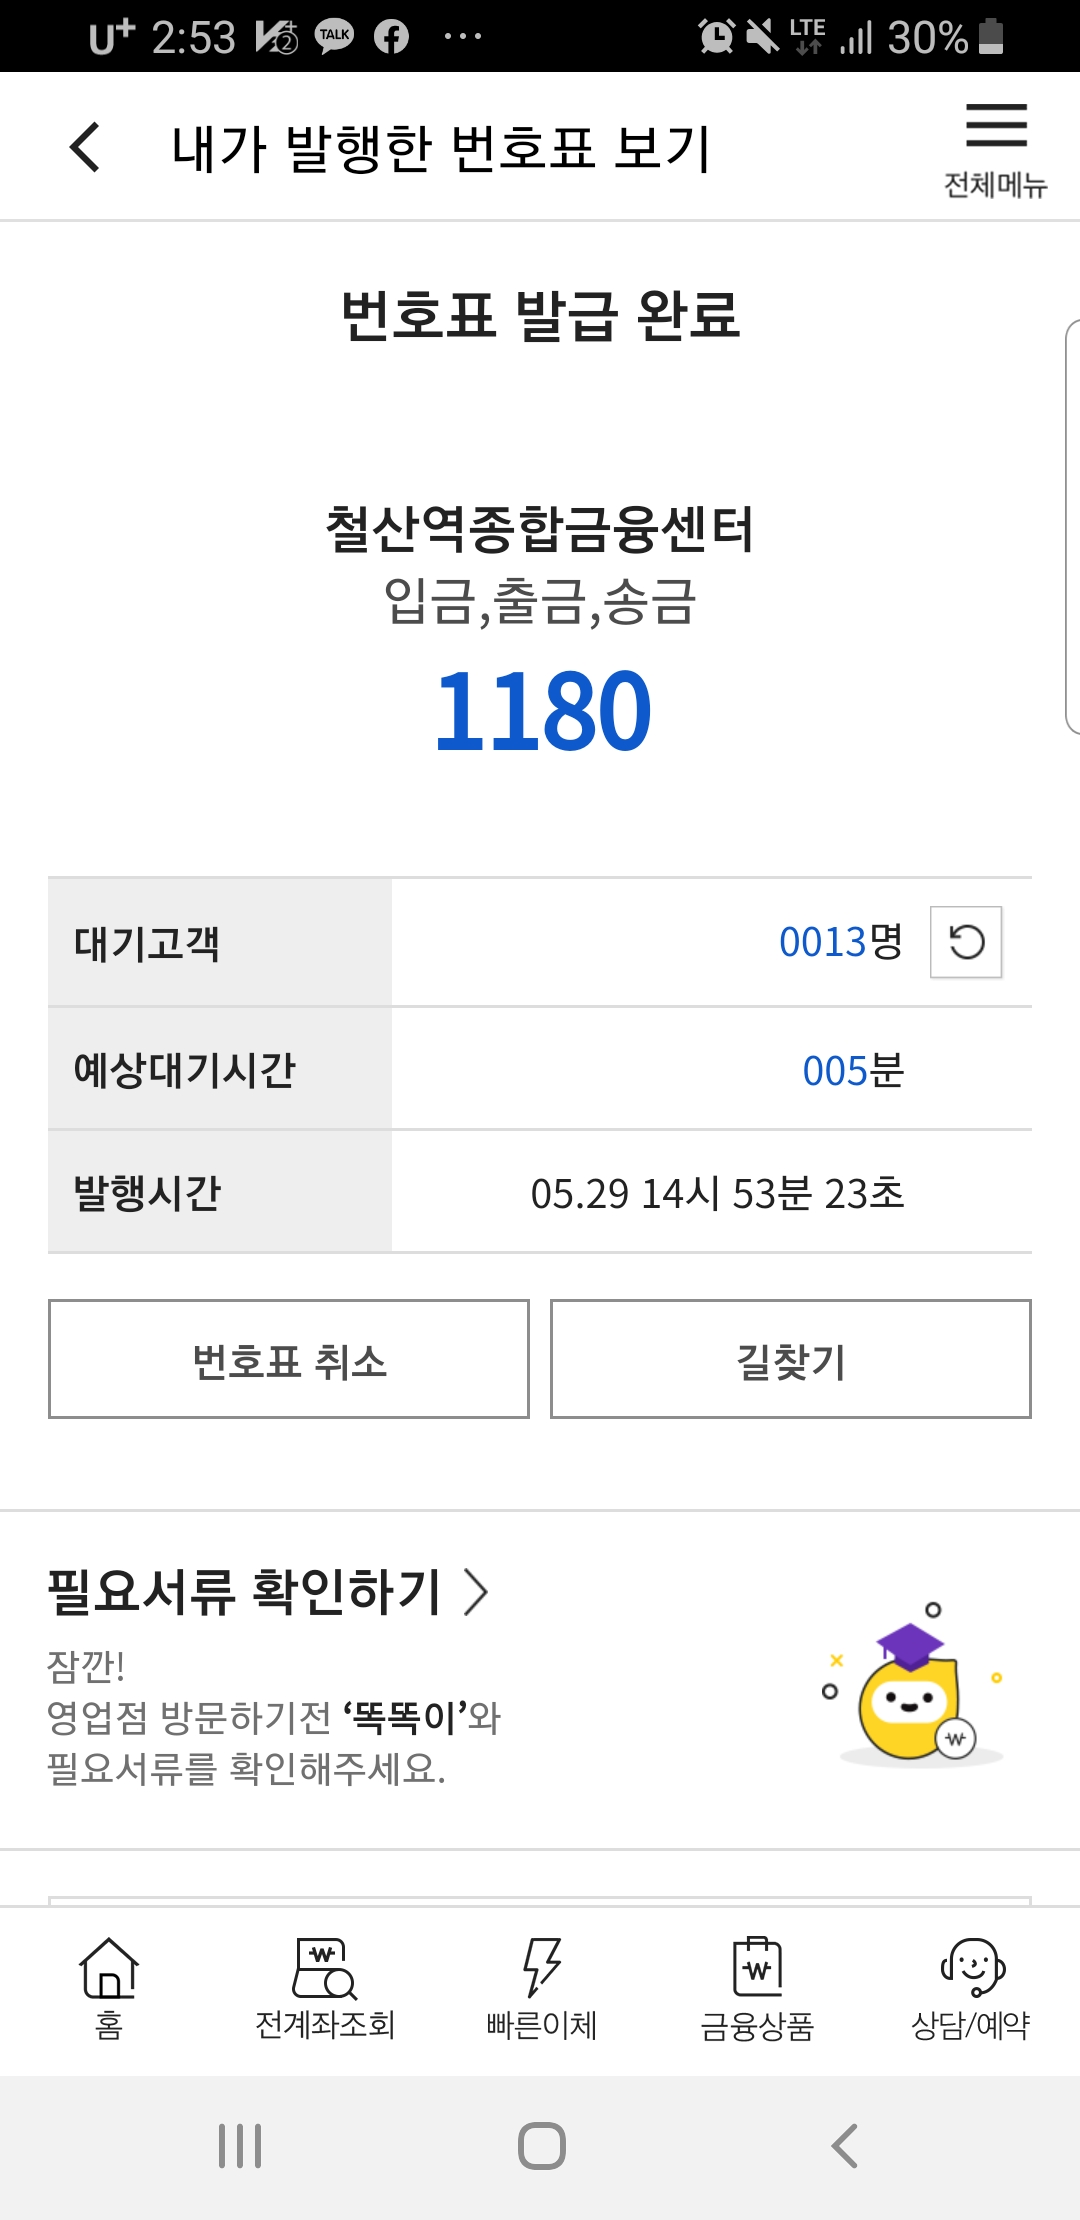 U⁺ 2:53 TALK LTE 30%
내가 발행한 번호표 보기
전체메뉴
번호표 발급 완료
철산역종합금융센터
입금,출금,송금
1180
대기고객 0013명
예상대기시간 005분
발행시간 05.29 14시 53분 23초
번호표 취소 길찾기
필요서류 확인하기
잠깐!
영업점 방문하기전 ‘똑똑이’와
필요서류를 확인해주세요.
홈 전계좌조회 빠른이체 금융상품 상담/예약